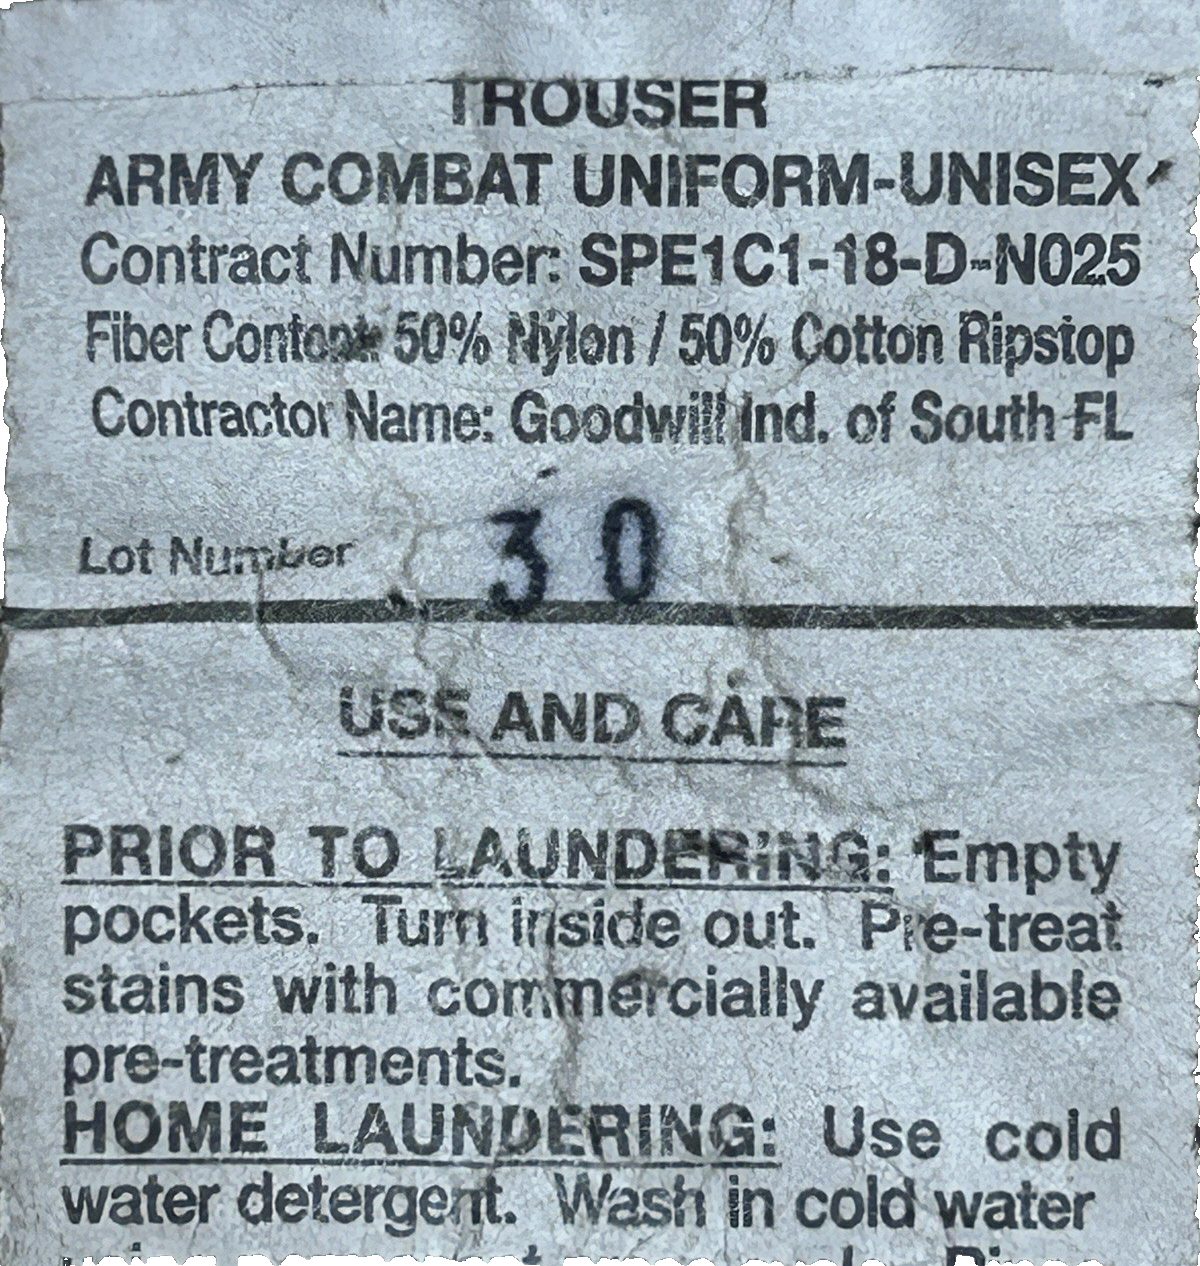 TROUSER
ARMY COMBAT UNIFORM-UNISEX
Contract Number: SPE1C1-18-D-N025
Fiber Content: 50% Nylon / 50% Cotton Ripstop
Contractor Name: Goodwill Ind. of South FL
Lot Number 30
USE AND CARE
PRIOR TO LAUNDERING: Empty
pockets. Turn inside out. Pre-treat
stains with commercially available
pre-treatments.
HOME LAUNDERING: Use cold
water detergent. Wash in cold water